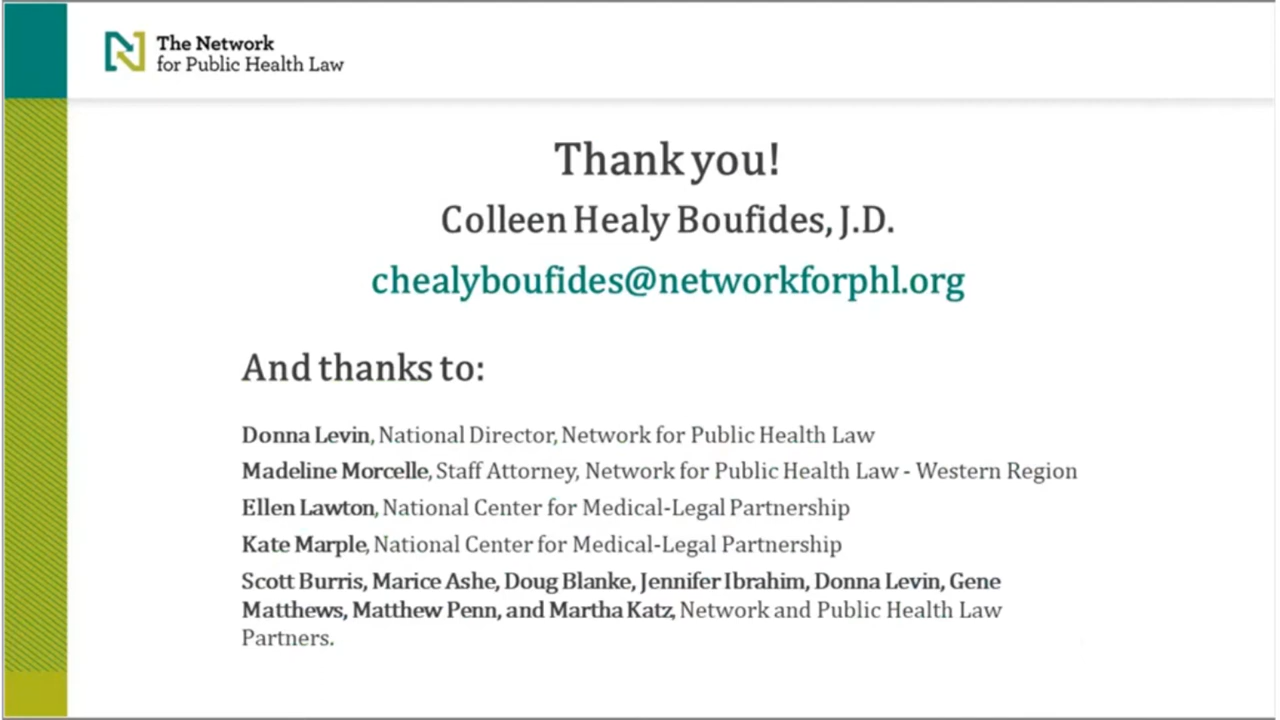 The Network
for Public Health Law
Thank you!
Colleen Healy Boufides, J.D.
chealyboufides@networkforphl.org
And thanks to:
Donna Levin, National Director, Network for Public Health Law
Madeline Morcelle, Staff Attorney, Network for Public Health Law - Western Region
Ellen Lawton, National Center for Medical-Legal Partnership
Kate Marple, National Center for Medical-Legal Partnership
Scott Burris, Marice Ashe, Doug Blanke, Jennifer Ibrahim, Donna Levin, Gene
Matthews, Matthew Penn, and Martha Katz, Network and Public Health Law
Partners.